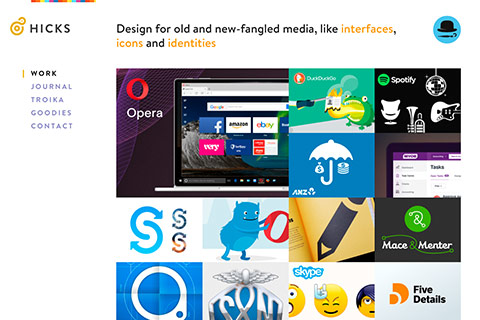 HICKS
Design for old and new-fangled media, like interfaces,
icons and identities
WORK
JOURNAL
TROIKA
GOODIES
CONTACT
Opera
amazon
ebay
very
DuckDuckGo
Spotify
ANZ
Tasks
Mace & Menter
skype
Five
Details